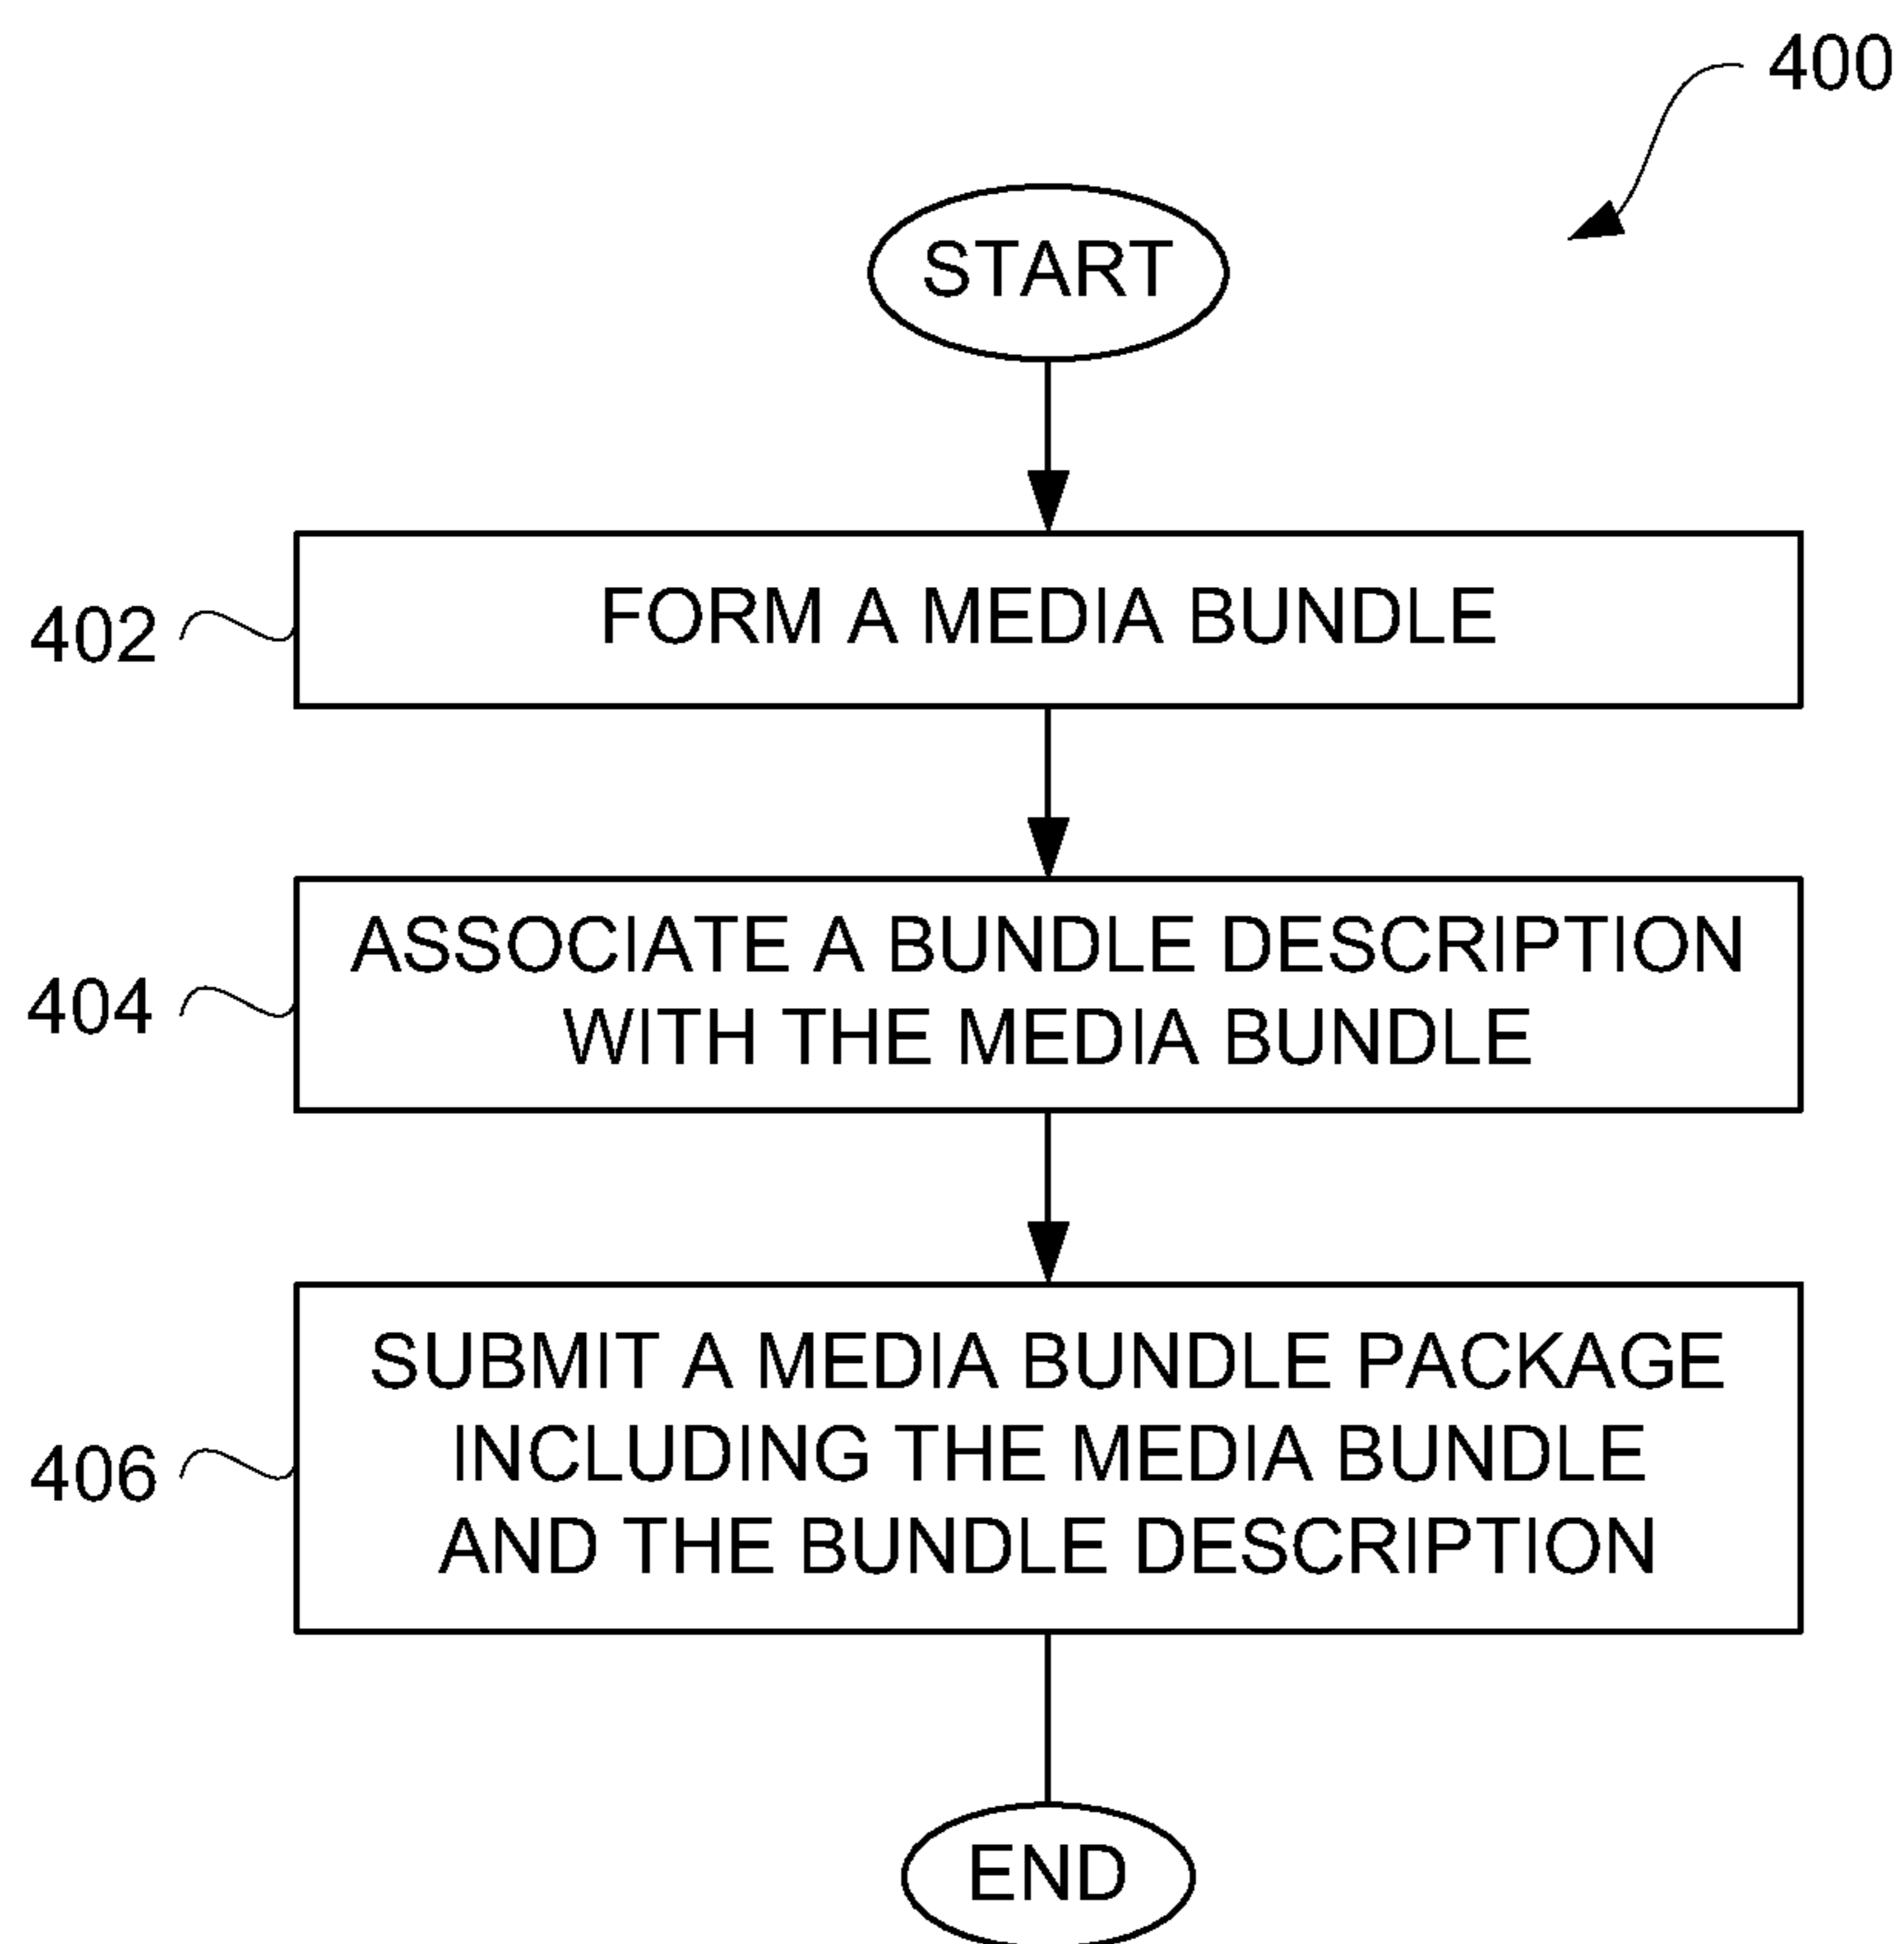 400
START
402
FORM A MEDIA BUNDLE
404
ASSOCIATE A BUNDLE DESCRIPTION
WITH THE MEDIA BUNDLE
406
SUBMIT A MEDIA BUNDLE PACKAGE
INCLUDING THE MEDIA BUNDLE
AND THE BUNDLE DESCRIPTION
END